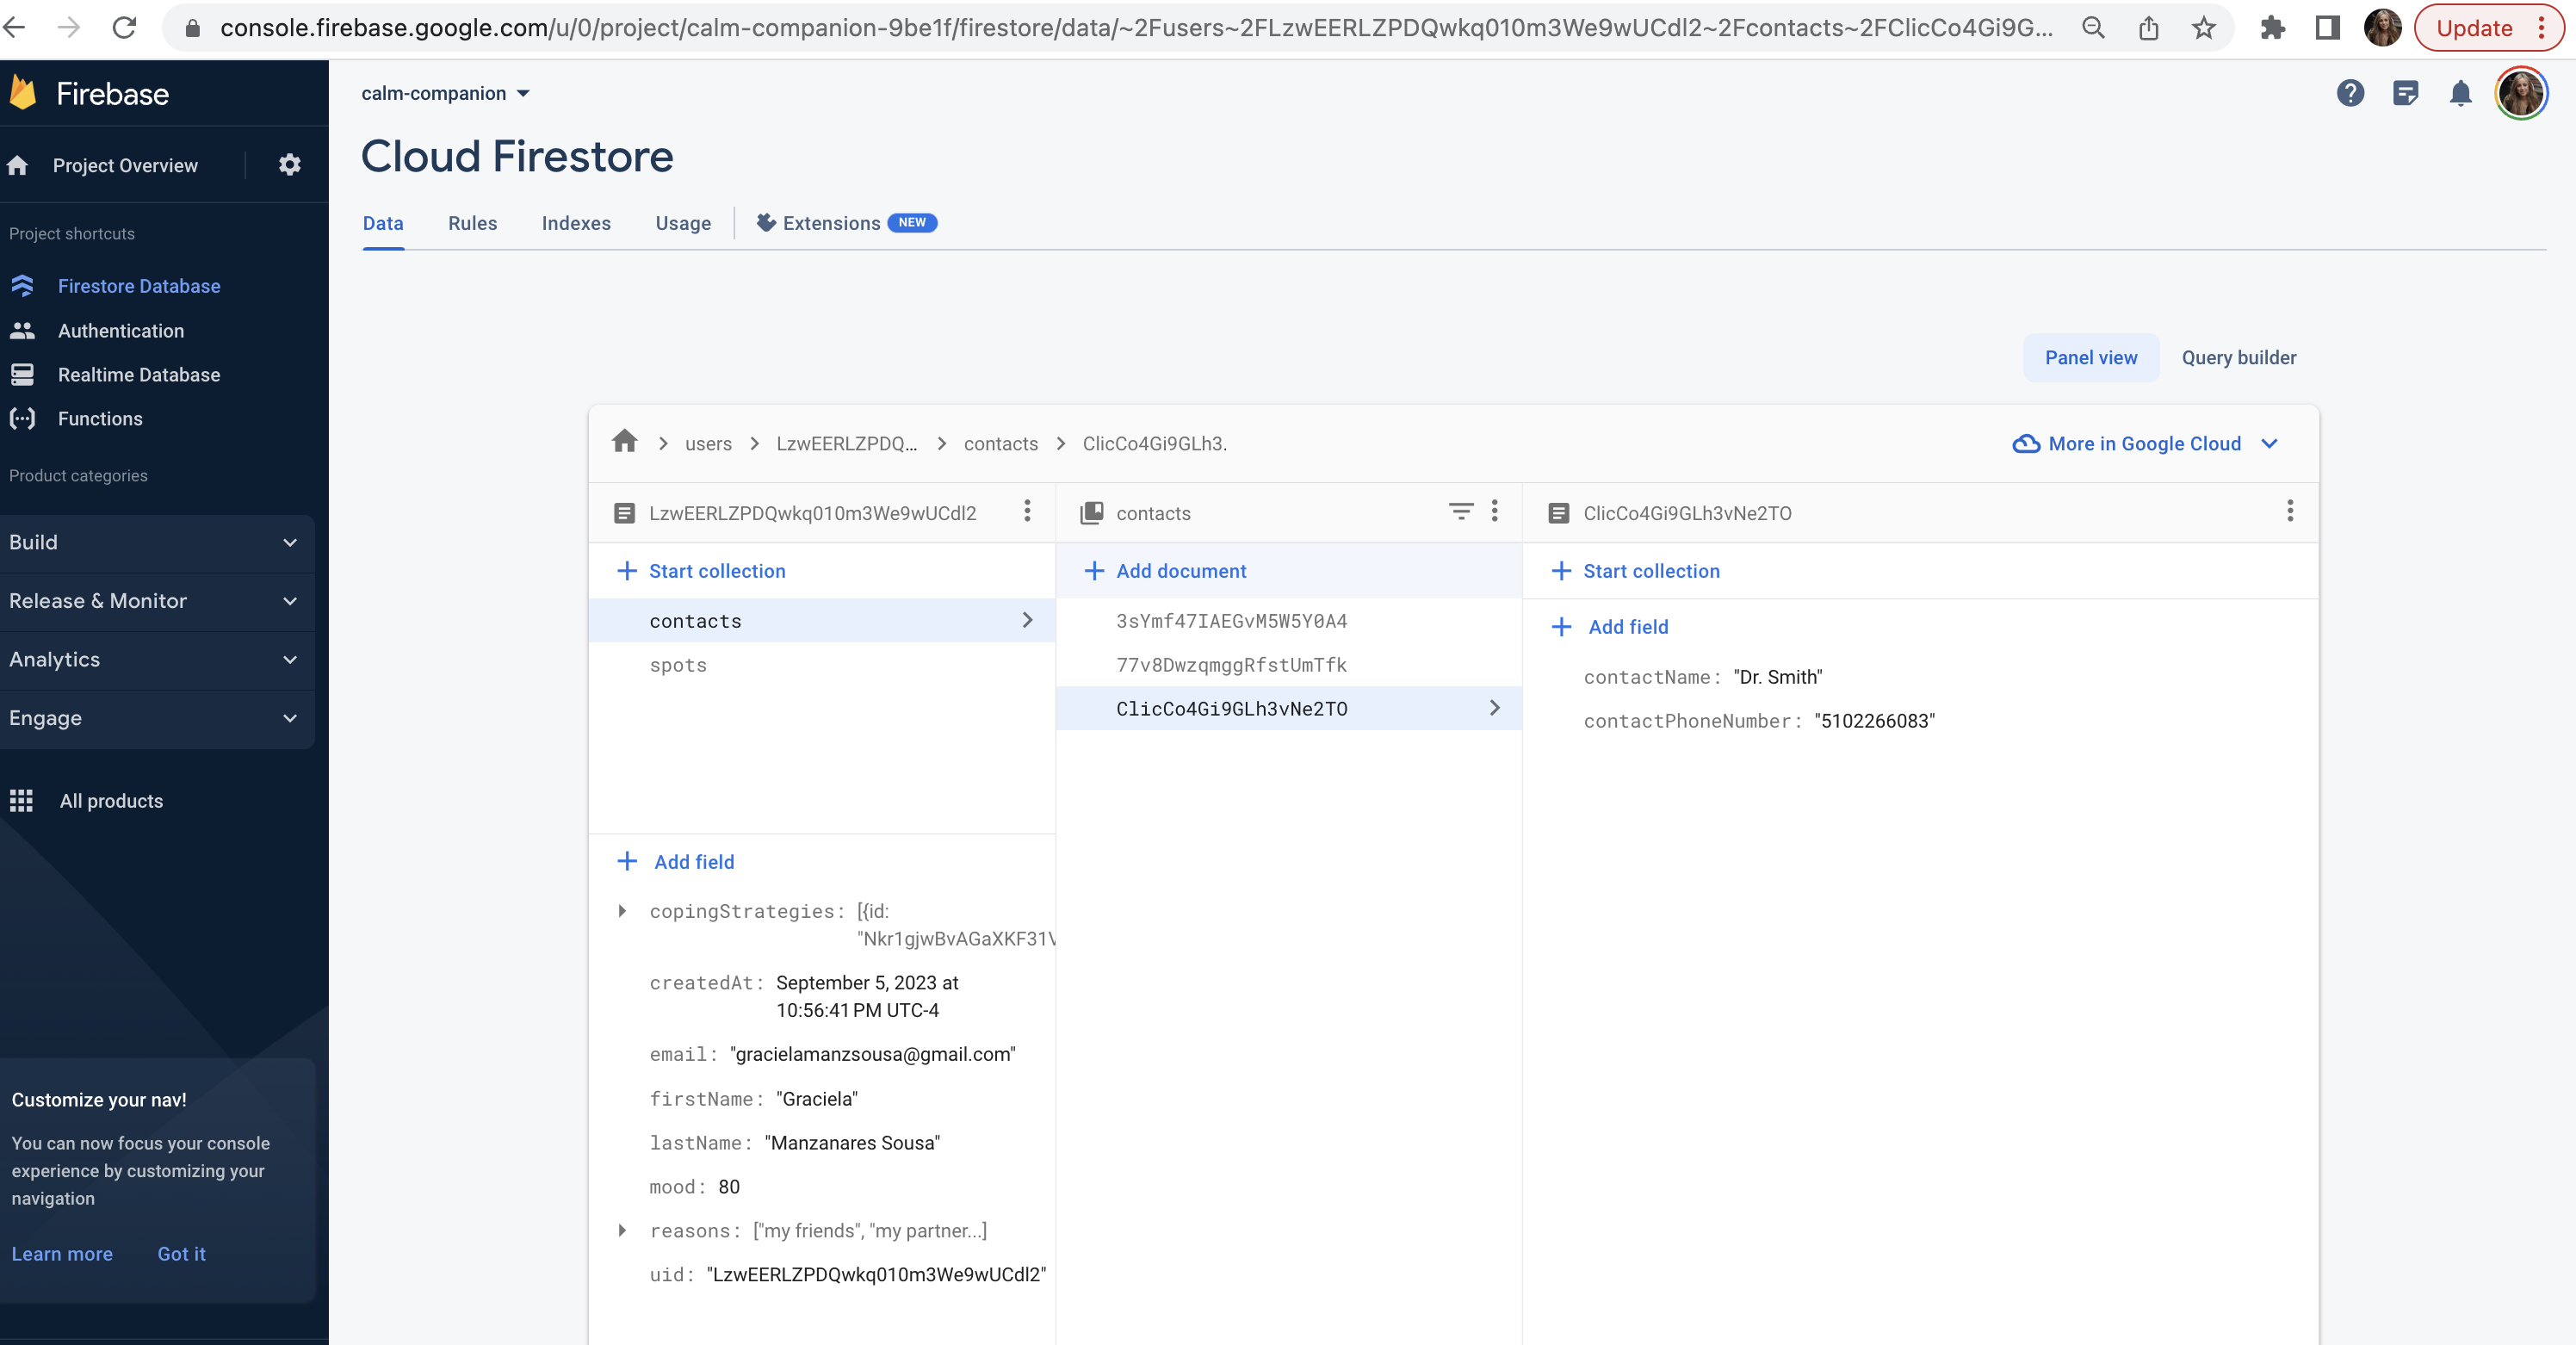 console.firebase.google.com/u/0/project/calm-companion-9be1f/firestore/data/~2Fusers~2FLzwEERLZPDQwkq010m3We9wUCdl2~2Fcontacts~2FClicCo4Gi9G...
Update
Firebase
Project Overview
Project shortcuts
Firestore Database
Authentication
Realtime Database
Functions
Product categories
Build
Release & Monitor
Analytics
Engage
All products
Customize your nav!
You can now focus your console
experience by customizing your
navigation
Learn more Got it
calm-companion
Cloud Firestore
Data Rules Indexes Usage Extensions NEW
Panel view Query builder
users LzwEERLZPDQ... contacts ClicCo4Gi9GLh3.
More in Google Cloud
LzwEERLZPDQwkq010m3We9wUCdl2
Start collection
contacts
spots
Add field
copingStrategies: [{id:
"Nkr1gjwBvAGaXKF31V
createdAt: September 5, 2023 at
10:56:41 PM UTC-4
email: "gracielamanzsousa@gmail.com"
firstName: "Graciela"
lastName: "Manzanares Sousa"
mood: 80
reasons: ["my friends", "my partner...]
uid: "LzwEERLZPDQwkq010m3We9wUCdl2"
contacts
Add document
3sYmf47IAEGvM5W5Y0A4
77v8DwzqmggRfstUmTfk
ClicCo4Gi9GLh3vNe2TO
ClicCo4Gi9GLh3vNe2TO
Start collection
Add field
contactName: "Dr. Smith"
contactPhoneNumber: "5102266083"